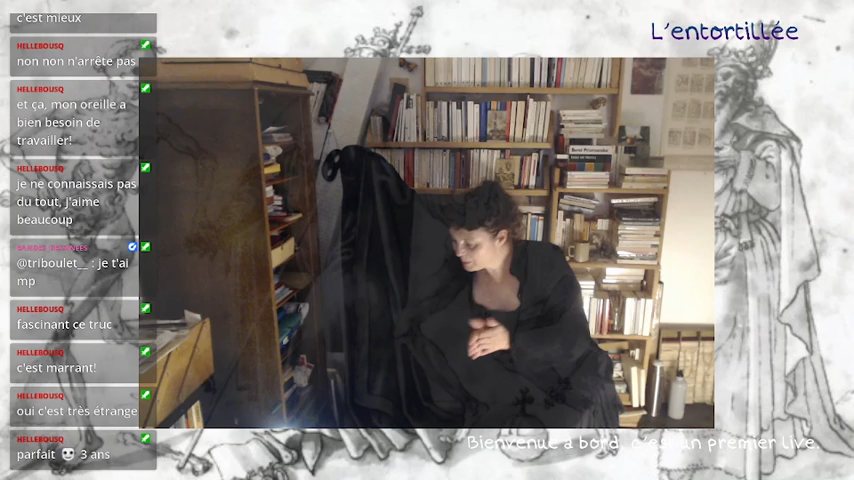 c'est mieux
HELLEBOUSQ
non non n'arrête pas
HELLEBOUSQ
et ça, mon oreille a
bien besoin de
travailler!
HELLEBOUSQ
je ne connaissais pas
du tout, j'aime
beaucoup
@triboulet__ : je t'ai
mp
HELLEBOUSQ
fascinant ce truc
HELLEBOUSQ
c'est marrant!
HELLEBOUSQ
oui c'est très étrange
HELLEBOUSQ
parfait 3 ans
L'entortillée
Bienvenue à bord, c'est un premier live.